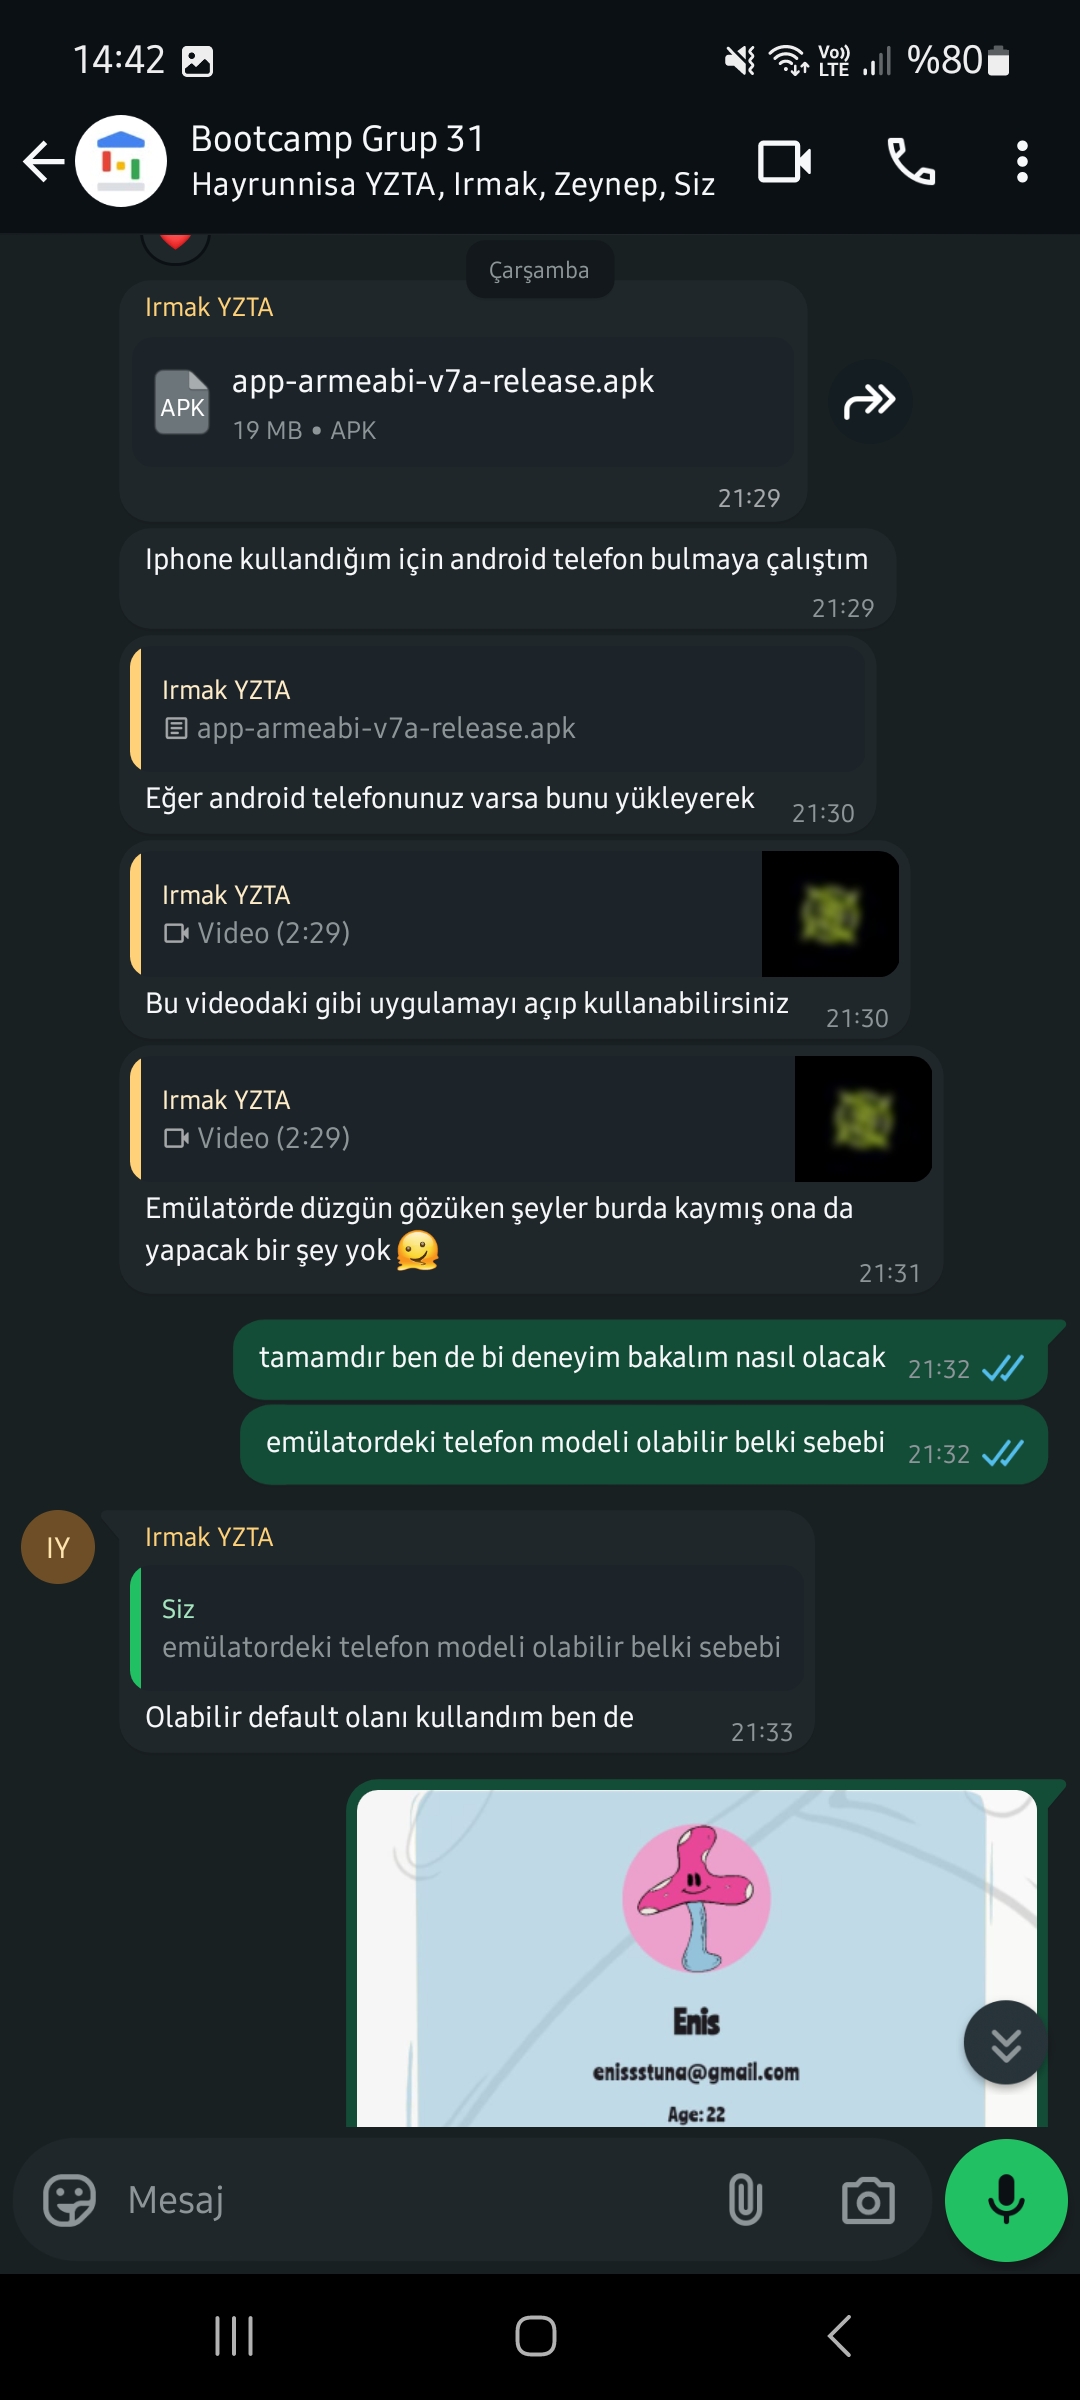 14:42
Vo)) LTE
%80
Bootcamp Grup 31
Hayrunnisa YZTA, Irmak, Zeynep, Siz
Çarşamba
Irmak YZTA
APK
app-armeabi-v7a-release.apk
19 MB • APK
21:29
Iphone kullandığım için android telefon bulmaya çalıştım
21:29
Irmak YZTA
app-armeabi-v7a-release.apk
Eğer android telefonunuz varsa bunu yükleyerek
21:30
Irmak YZTA
Video (2:29)
Bu videodaki gibi uygulamayı açıp kullanabilirsiniz
21:30
Irmak YZTA
Video (2:29)
Emülatörde düzgün gözüken şeyler burda kaymış ona da
yapacak bir şey yok
21:31
tamamdır ben de bi deneyim bakalım nasıl olacak
21:32
emülatordeki telefon modeli olabilir belki sebebi
21:32
IY
Irmak YZTA
Siz
emülatordeki telefon modeli olabilir belki sebebi
Olabilir default olanı kullandım ben de
21:33
Enis
enissstuna@gmail.com
Age: 22
Mesaj